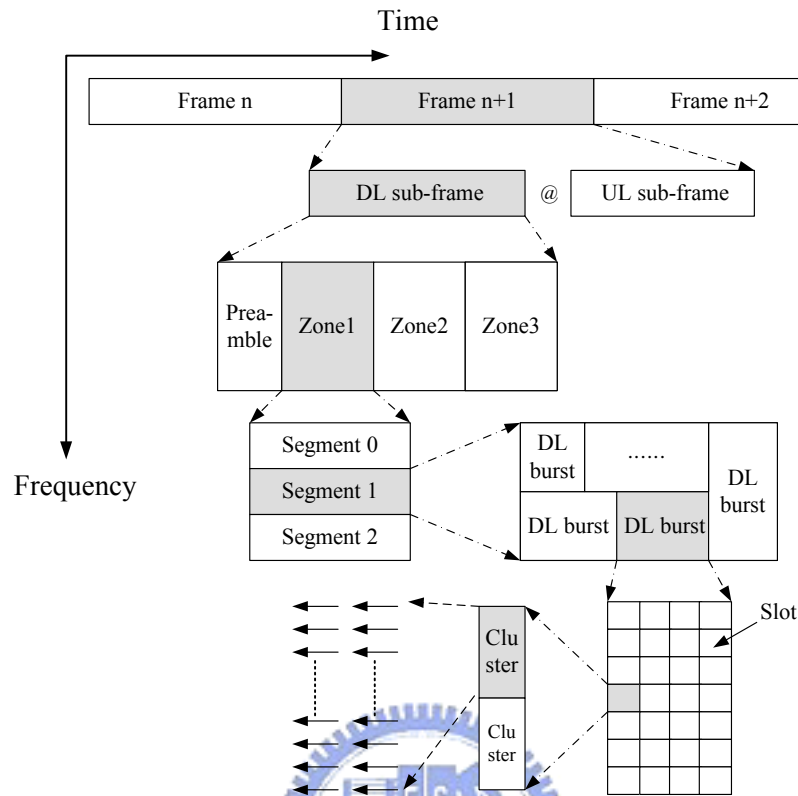 Time
Frame n
Frame n+1
Frame n+2
DL sub-frame
@
UL sub-frame
Prea-
mble
Zone1
Zone2
Zone3
Frequency
Segment 0
Segment 1
Segment 2
DL
burst
......
DL
burst
DL burst
DL burst
Slot
Clu
ster
Clu
ster